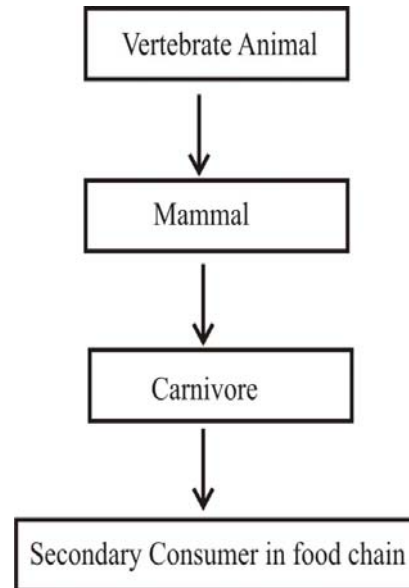 Vertebrate Animal
Mammal
Carnivore
Secondary Consumer in food chain